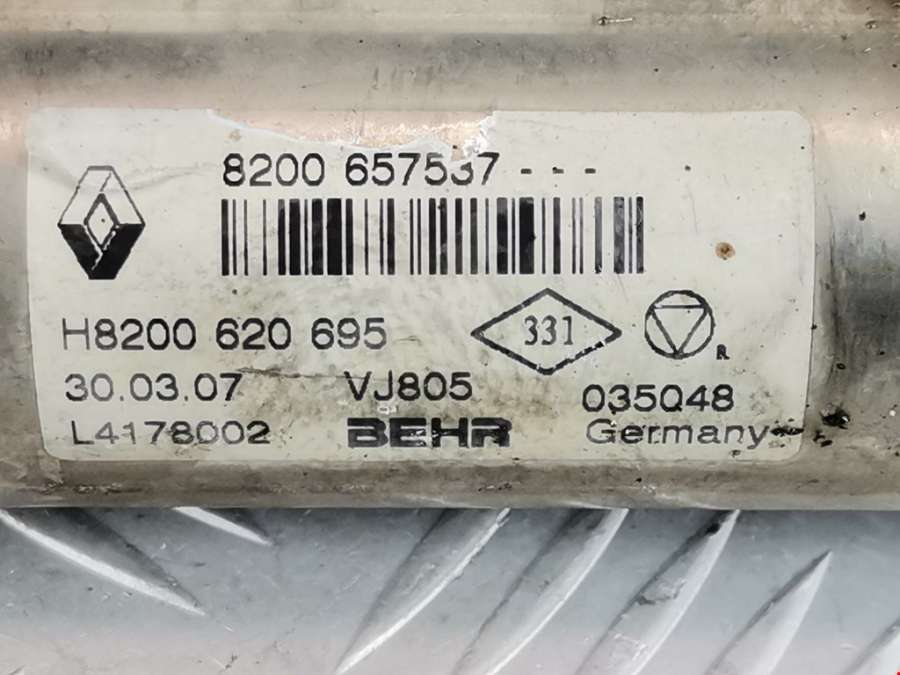 8200 657537 - - -
H8200 620 695
331
R
30.03.07 VJ805 035Q48
L4178002 BEHR Germany